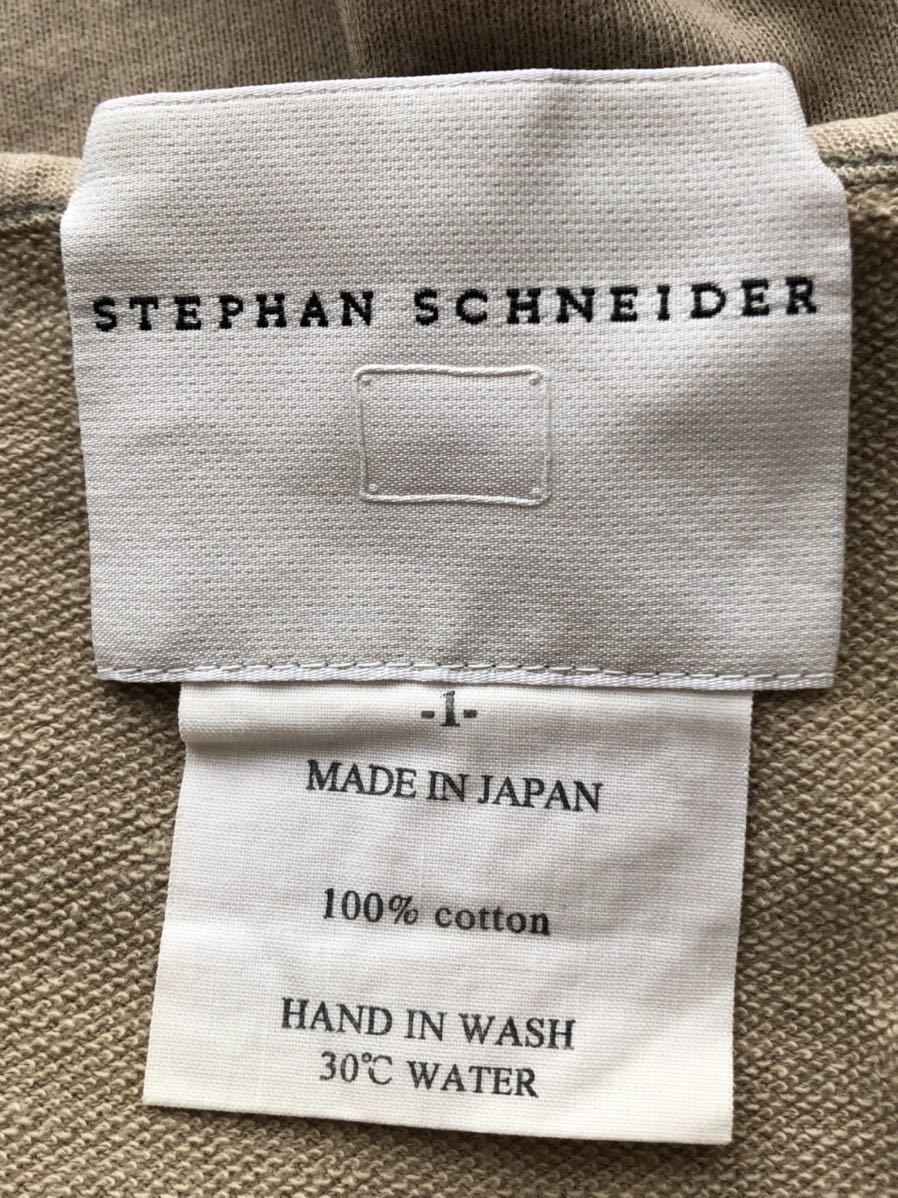 STEPHAN SCHNEIDER
-1-
MADE IN JAPAN
100% cotton
HAND IN WASH
30℃ WATER